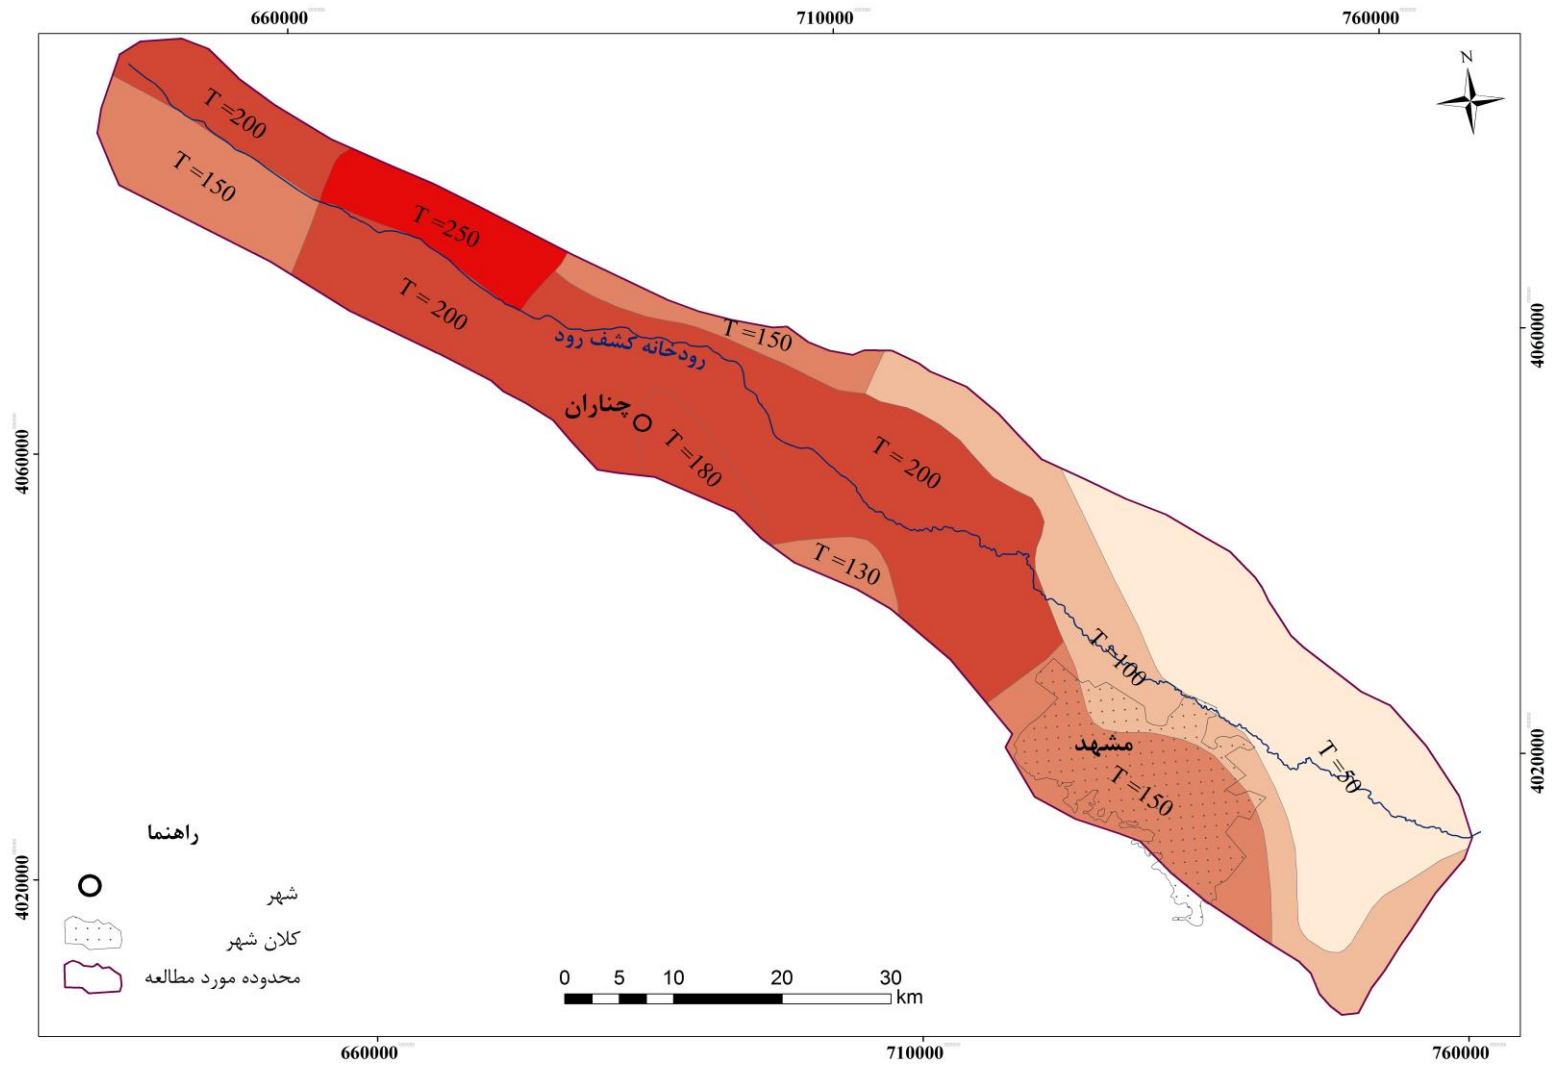 660000
710000
760000
N
T =200
T =150
T =250
T = 200
T =150
4060000
رودخانه کشف رود
چناران
4060000
T =180
T = 200
T =130
T =100
مشهد
T =50
4020000
T =150
راهنما
شهر
4020000
کلان شهر
محدوده مورد مطالعه
0 5 10 20 30
km
660000
710000
760000